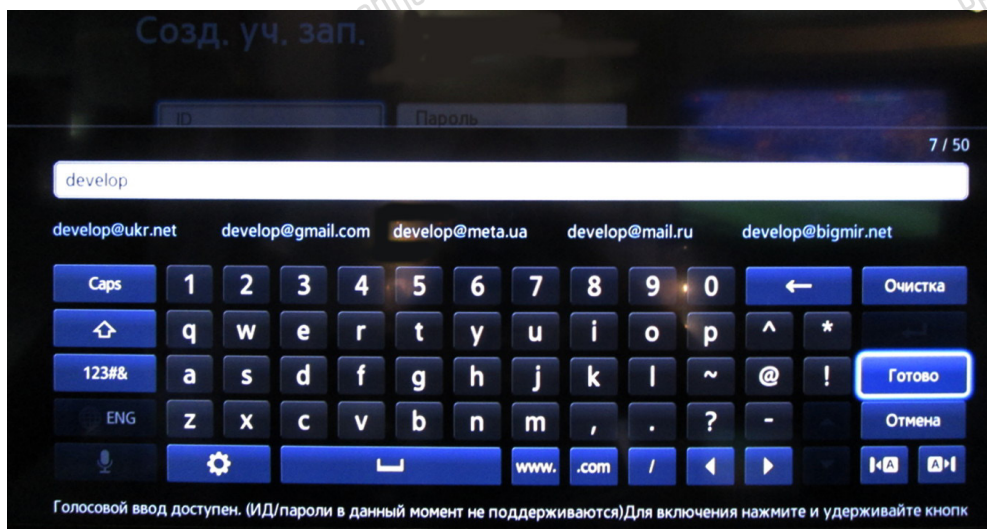 Созд. уч. зап.
ID Пароль
7 / 50
develop
develop@ukr.net develop@gmail.com develop@meta.ua develop@mail.ru develop@bigmir.net
Caps 1 2 3 4 5 6 7 8 9 0 ← Очистка
q w e r t y u i o p ^ *
123#& a s d f g h j k l ~ @ ! Готово
ENG z x c v b n m , . ? - Отмена
www. .com / A A
Голосовой ввод доступен. (ИД/пароли в данный момент не поддерживаются)Для включения нажмите и удерживайте кнопк